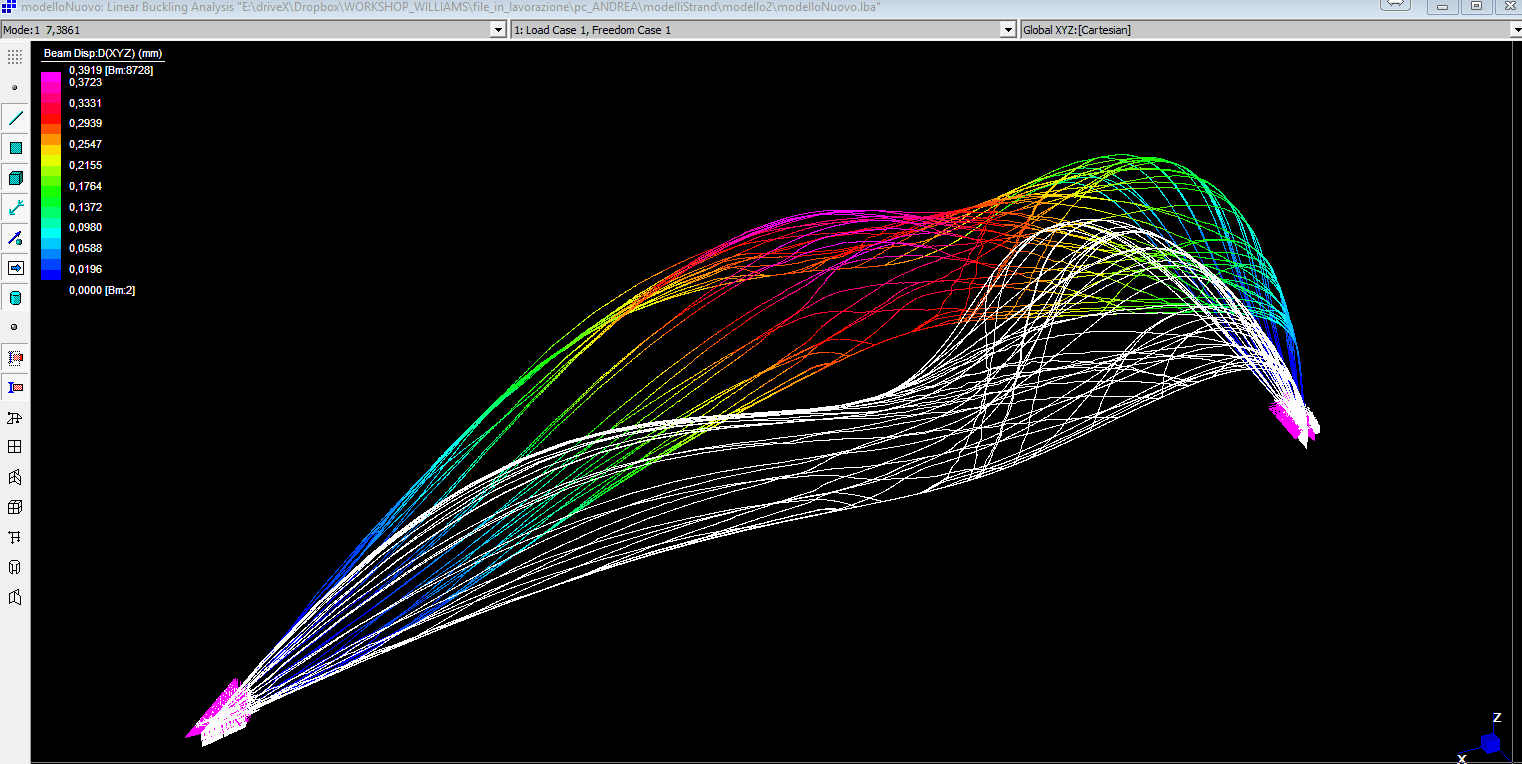 modelloNuovo: Linear Buckling Analysis "E:\driveX\Dropbox\WORKSHOP_WILLIAMS\file_in_lavorazione\pc_ANDREA\modelliStrand\modello2\modelloNuovo.lba"
Mode:1 7,3861
1: Load Case 1, Freedom Case 1
Global XYZ:[Cartesian]
Beam Disp:D(XYZ) (mm)
0,3919 [Bm:8728]
0,3723
0,3331
0,2939
0,2547
0,2155
0,1764
0,1372
0,0980
0,0588
0,0196
0,0000 [Bm:2]
Z
X